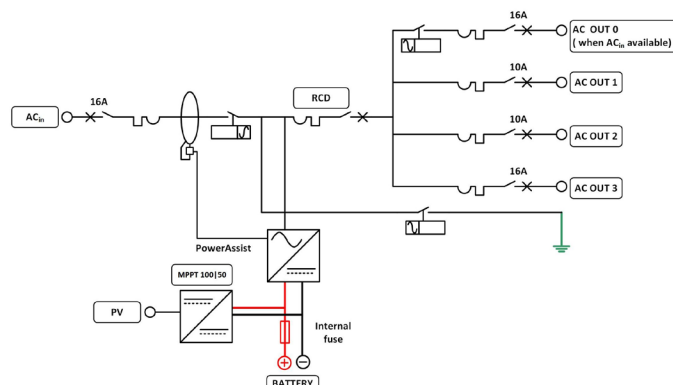 16A
AC OUT 0
( when ACin available)
10A
AC OUT 1
RCD
16A
ACin
10A
AC OUT 2
16A
AC OUT 3
PowerAssist
MPPT 100|50
PV
Internal
fuse
BATTERY